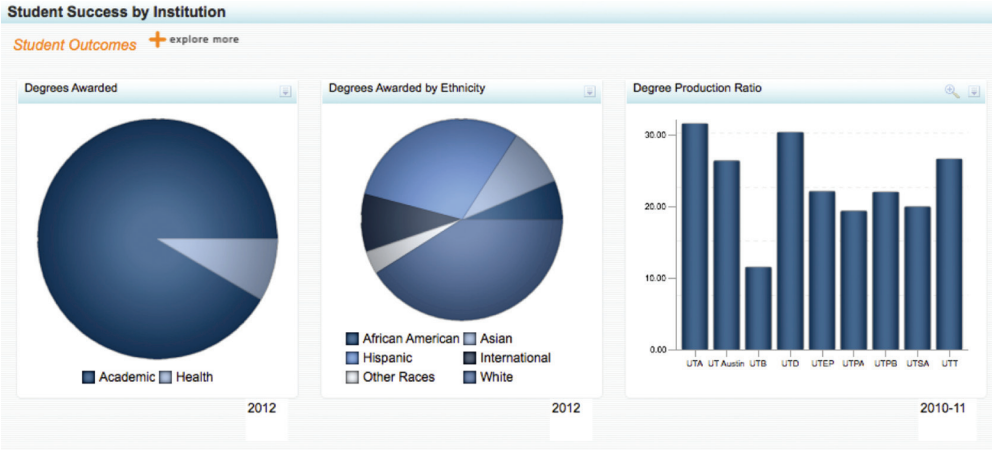 Student Success by Institution
Student Outcomes explore more
Degrees Awarded
Academic Health
2012
Degrees Awarded by Ethnicity
African American Asian
Hispanic International
Other Races White
2012
Degree Production Ratio
30.00
20.00
10.00
0.00
UTA UT Austin UTB UTD UTEP UTPA UTPB UTSA UTT
2010-11